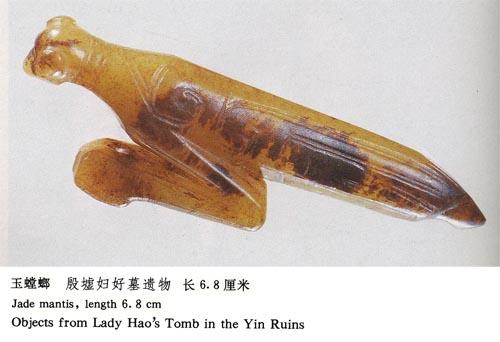 玉螳螂 殷墟妇好墓遗物 长 6.8 厘米
Jade mantis, length 6.8 cm
Objects from Lady Hao's Tomb in the Yin Ruins